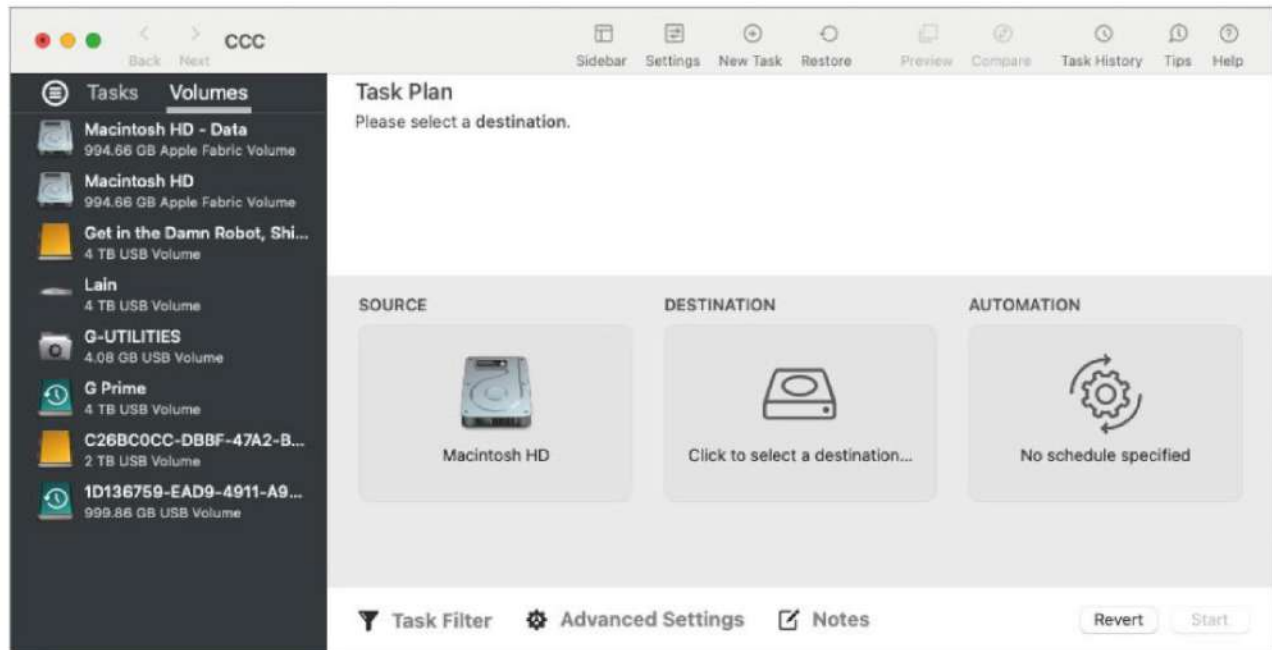 CCC
Back Next
Sidebar Settings New Task Restore Preview Compare Task History Tips Help
Tasks Volumes
Macintosh HD - Data
994.66 GB Apple Fabric Volume
Macintosh HD
994.66 GB Apple Fabric Volume
Get in the Damn Robot, Shi...
4 TB USB Volume
Lain
4 TB USB Volume
G-UTILITIES
4.08 GB USB Volume
G Prime
4 TB USB Volume
C26BC0CC-DBBF-47A2-B...
2 TB USB Volume
1D136759-EAD9-4911-A9...
999.86 GB USB Volume
Task Plan
Please select a destination.
SOURCE DESTINATION AUTOMATION
Macintosh HD Click to select a destination... No schedule specified
Task Filter Advanced Settings Notes Revert Start